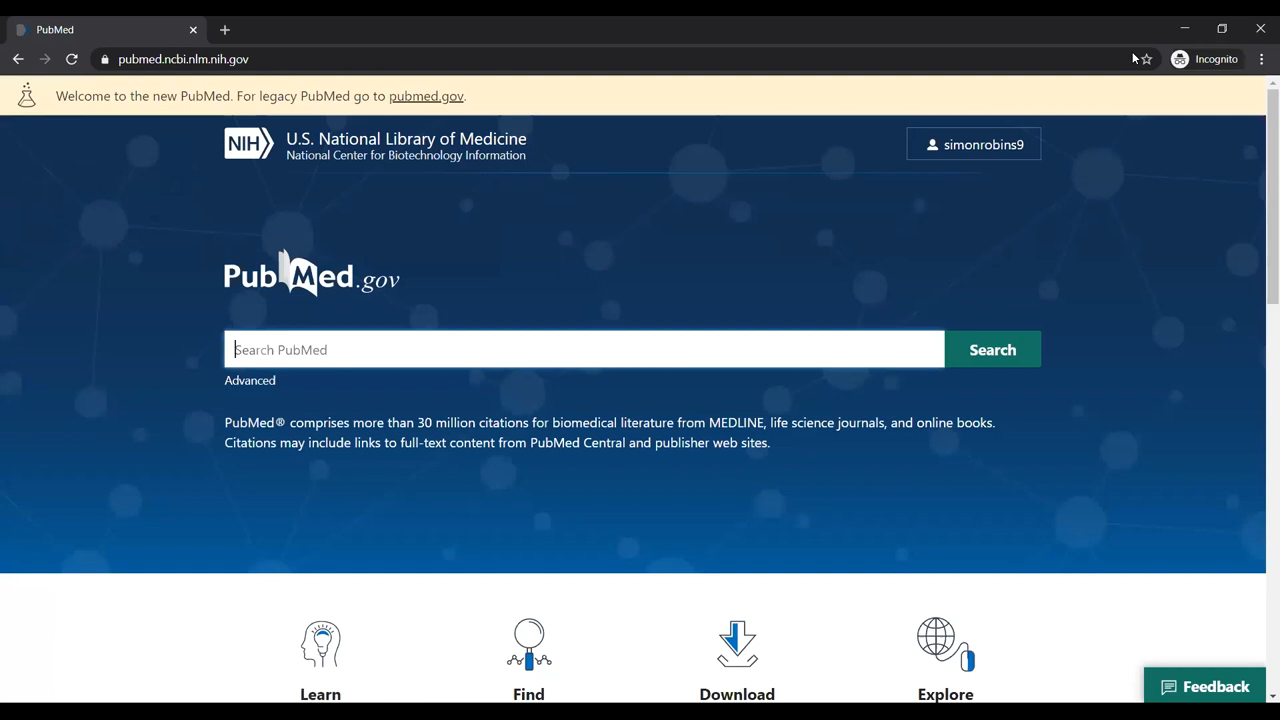 PubMed
pubmed.ncbi.nlm.nih.gov
Incognito
Welcome to the new PubMed. For legacy PubMed go to pubmed.gov.
NIH
U.S. National Library of Medicine
National Center for Biotechnology Information
simonrobins9
PubMed.gov
Search PubMed
Search
Advanced
PubMed® comprises more than 30 million citations for biomedical literature from MEDLINE, life science journals, and online books.
Citations may include links to full-text content from PubMed Central and publisher web sites.
Learn
Find
Download
Explore
Feedback